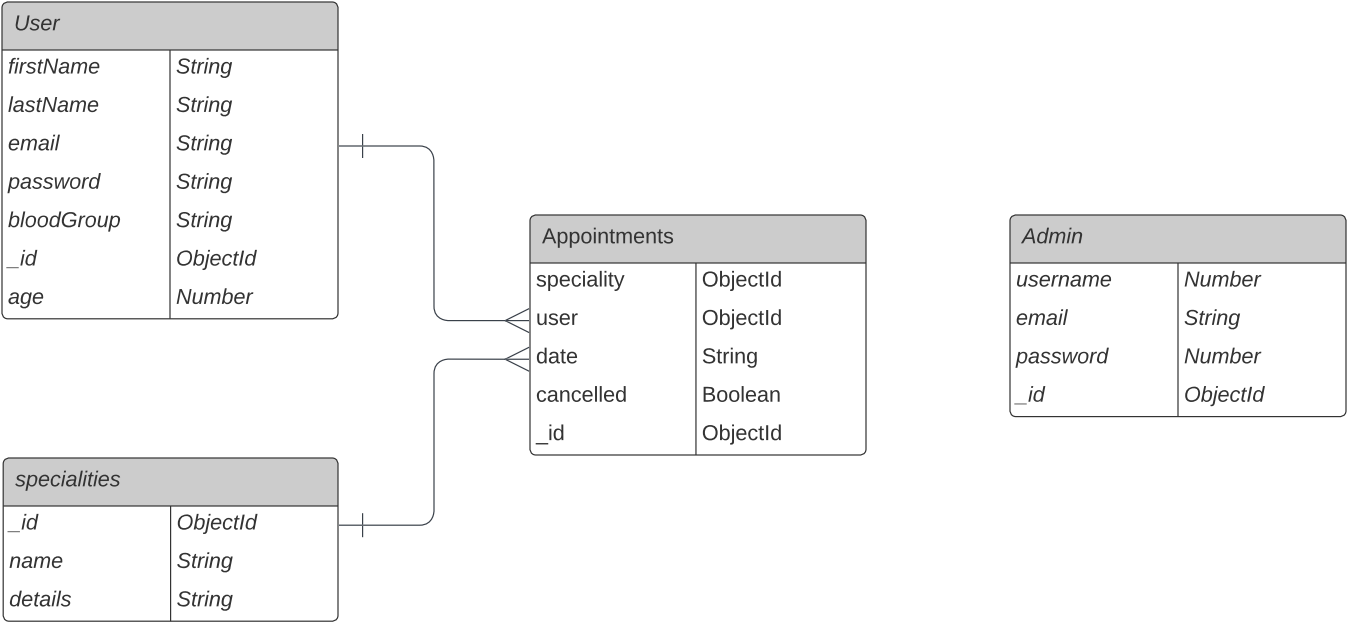 User
firstName String
lastName String
email String
password String
bloodGroup String
_id ObjectId
age Number
specialities
_id ObjectId
name String
details String
Appointments
speciality ObjectId
user ObjectId
date String
cancelled Boolean
_id ObjectId
Admin
username Number
email String
password Number
_id ObjectId